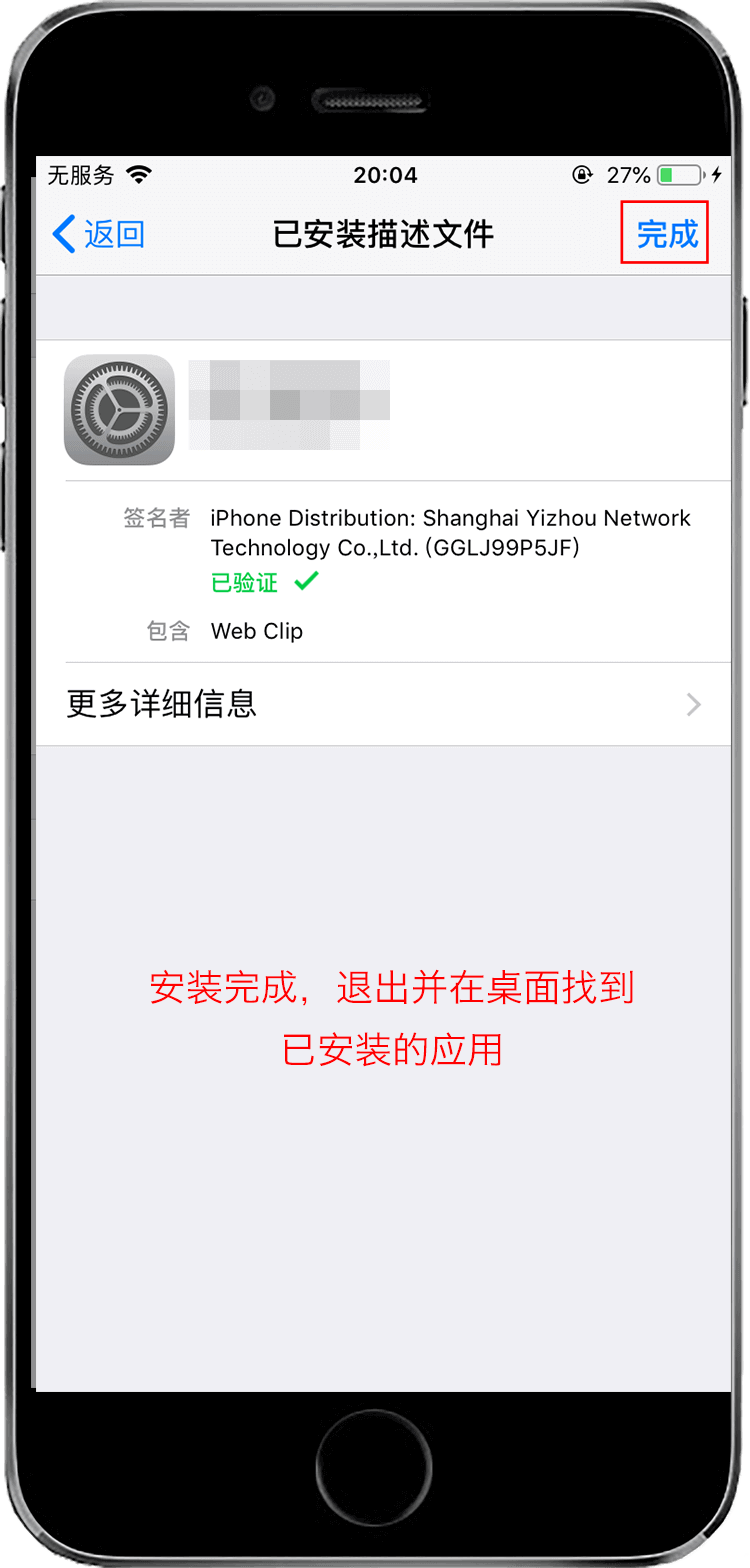 无服务 20:04 27%
返回 已安装描述文件 完成
签名者 iPhone Distribution: Shanghai Yizhou Network
Technology Co.,Ltd. (GGLJ99P5JF)
已验证
包含 Web Clip
更多详细信息
安装完成，退出并在桌面找到
已安装的应用